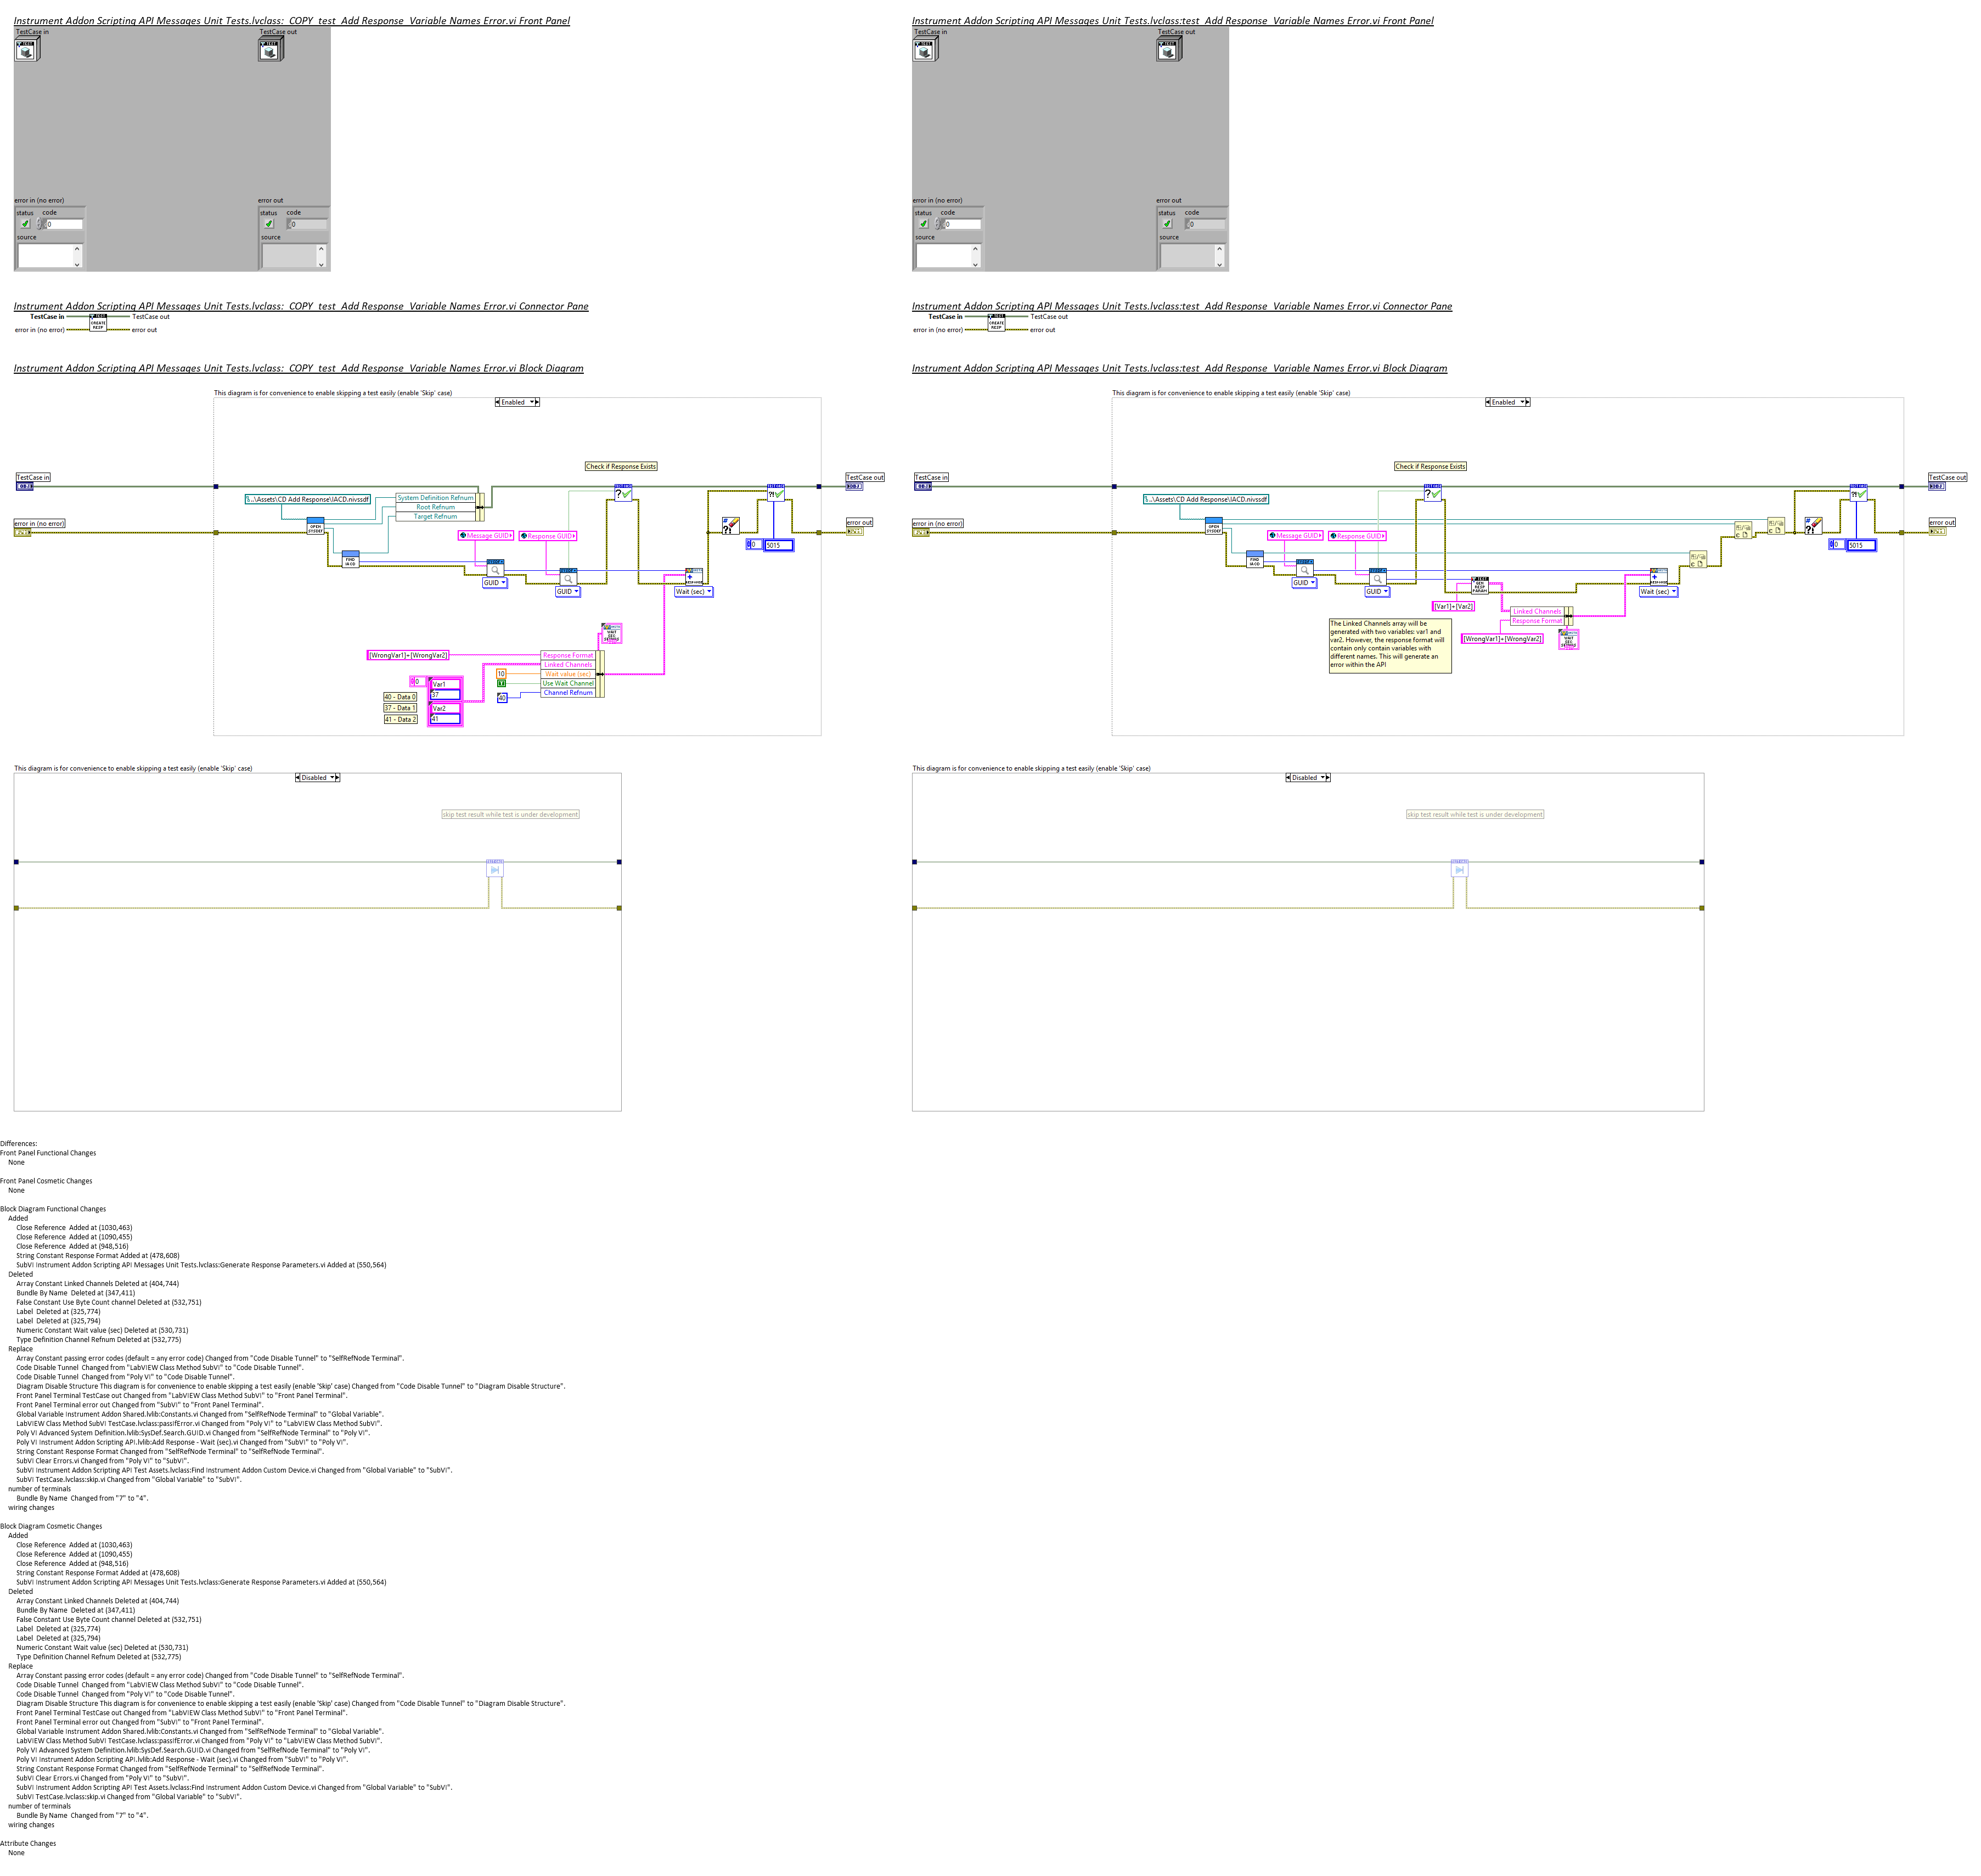 Instrument Addon Scripting API Messages Unit Tests.lvclass:_COPY_test_Add Response_Variable Names Error.vi Front Panel
TestCase in
TestCase out
error in (no error)
error out
status code
0
source
status code
0
source
Instrument Addon Scripting API Messages Unit Tests.lvclass:_COPY_test_Add Response_Variable Names Error.vi Connector Pane
TestCase in
TestCase out
error in (no error)
error out
Instrument Addon Scripting API Messages Unit Tests.lvclass:_COPY_test_Add Response_Variable Names Error.vi Block Diagram
This diagram is for convenience to enable skipping a test easily (enable 'Skip' case)
Enabled
Check if Response Exists
TestCase in
TestCase out
..\Assets\CD Add Response\IACD.nivssdf
System Definition Refnum
Root Refnum
Target Refnum
error in (no error)
error out
OPEN SYSDEF
FIND IACD
Message GUID
Response GUID
0
5015
GUID
GUID
Wait (sec)
[WrongVar1]+[WrongVar2]
Response Format
Linked Channels
Wait value (sec)
Use Wait Channel
Channel Refnum
10
40
0
Var1
37
Var2
41
40 - Data 0
37 - Data 1
41 - Data 2
This diagram is for convenience to enable skipping a test easily (enable 'Skip' case)
Disabled
skip test result while test is under development
Instrument Addon Scripting API Messages Unit Tests.lvclass:test_Add Response_Variable Names Error.vi Front Panel
TestCase in
TestCase out
error in (no error)
error out
status code
0
source
status code
0
source
Instrument Addon Scripting API Messages Unit Tests.lvclass:test_Add Response_Variable Names Error.vi Connector Pane
TestCase in
TestCase out
error in (no error)
error out
Instrument Addon Scripting API Messages Unit Tests.lvclass:test_Add Response_Variable Names Error.vi Block Diagram
This diagram is for convenience to enable skipping a test easily (enable 'Skip' case)
Enabled
Check if Response Exists
TestCase in
TestCase out
..\Assets\CD Add Response\IACD.nivssdf
error in (no error)
error out
OPEN SYSDEF
FIND IACD
Message GUID
Response GUID
0
5015
GUID
GUID
Wait (sec)
[Var1]+[Var2]
Linked Channels
Response Format
[WrongVar1]+[WrongVar2]
The Linked Channels array will be
generated with two variables: var1 and
var2. However, the response format will
contain only contain variables with
different names. This will generate an
error within the API
This diagram is for convenience to enable skipping a test easily (enable 'Skip' case)
Disabled
skip test result while test is under development
Differences:
Front Panel Functional Changes
None
Front Panel Cosmetic Changes
None
Block Diagram Functional Changes
Added
Close Reference  Added at (1030,463)
Close Reference  Added at (1090,455)
Close Reference  Added at (948,516)
String Constant Response Format Added at (478,608)
SubVI Instrument Addon Scripting API Messages Unit Tests.lvclass:Generate Response Parameters.vi Added at (550,564)
Deleted
Array Constant Linked Channels Deleted at (404,744)
Bundle By Name  Deleted at (347,411)
False Constant Use Byte Count channel Deleted at (532,751)
Label  Deleted at (325,774)
Label  Deleted at (325,794)
Numeric Constant Wait value (sec) Deleted at (530,731)
Type Definition Channel Refnum Deleted at (532,775)
Replace
Array Constant passing error codes (default = any error code) Changed from "Code Disable Tunnel" to "SelfRefNode Terminal".
Code Disable Tunnel  Changed from "LabVIEW Class Method SubVI" to "Code Disable Tunnel".
Code Disable Tunnel  Changed from "Poly VI" to "Code Disable Tunnel".
Diagram Disable Structure This diagram is for convenience to enable skipping a test easily (enable 'Skip' case) Changed from "Code Disable Tunnel" to "Diagram Disable Structure".
Front Panel Terminal TestCase out Changed from "LabVIEW Class Method SubVI" to "Front Panel Terminal".
Front Panel Terminal error out Changed from "SubVI" to "Front Panel Terminal".
Global Variable Instrument Addon Shared.lvlib:Constants.vi Changed from "SelfRefNode Terminal" to "Global Variable".
LabVIEW Class Method SubVI TestCase.lvclass:passIfError.vi Changed from "Poly VI" to "LabVIEW Class Method SubVI".
Poly VI Advanced System Definition.lvlib:SysDef.Search.GUID.vi Changed from "SelfRefNode Terminal" to "Poly VI".
Poly VI Instrument Addon Scripting API.lvlib:Add Response - Wait (sec).vi Changed from "SubVI" to "Poly VI".
String Constant Response Format Changed from "SelfRefNode Terminal" to "SelfRefNode Terminal".
SubVI Clear Errors.vi Changed from "Poly VI" to "SubVI".
SubVI Instrument Addon Scripting API Test Assets.lvclass:Find Instrument Addon Custom Device.vi Changed from "Global Variable" to "SubVI".
SubVI TestCase.lvclass:skip.vi Changed from "Global Variable" to "SubVI".
number of terminals
Bundle By Name  Changed from "7" to "4".
wiring changes
Block Diagram Cosmetic Changes
Added
Close Reference  Added at (1030,463)
Close Reference  Added at (1090,455)
Close Reference  Added at (948,516)
String Constant Response Format Added at (478,608)
SubVI Instrument Addon Scripting API Messages Unit Tests.lvclass:Generate Response Parameters.vi Added at (550,564)
Deleted
Array Constant Linked Channels Deleted at (404,744)
Bundle By Name  Deleted at (347,411)
False Constant Use Byte Count channel Deleted at (532,751)
Label  Deleted at (325,774)
Label  Deleted at (325,794)
Numeric Constant Wait value (sec) Deleted at (530,731)
Type Definition Channel Refnum Deleted at (532,775)
Replace
Array Constant passing error codes (default = any error code) Changed from "Code Disable Tunnel" to "SelfRefNode Terminal".
Code Disable Tunnel  Changed from "LabVIEW Class Method SubVI" to "Code Disable Tunnel".
Code Disable Tunnel  Changed from "Poly VI" to "Code Disable Tunnel".
Diagram Disable Structure This diagram is for convenience to enable skipping a test easily (enable 'Skip' case) Changed from "Code Disable Tunnel" to "Diagram Disable Structure".
Front Panel Terminal TestCase out Changed from "LabVIEW Class Method SubVI" to "Front Panel Terminal".
Front Panel Terminal error out Changed from "SubVI" to "Front Panel Terminal".
Global Variable Instrument Addon Shared.lvlib:Constants.vi Changed from "SelfRefNode Terminal" to "Global Variable".
LabVIEW Class Method SubVI TestCase.lvclass:passIfError.vi Changed from "Poly VI" to "LabVIEW Class Method SubVI".
Poly VI Advanced System Definition.lvlib:SysDef.Search.GUID.vi Changed from "SelfRefNode Terminal" to "Poly VI".
Poly VI Instrument Addon Scripting API.lvlib:Add Response - Wait (sec).vi Changed from "SubVI" to "Poly VI".
String Constant Response Format Changed from "SelfRefNode Terminal" to "SelfRefNode Terminal".
SubVI Clear Errors.vi Changed from "Poly VI" to "SubVI".
SubVI Instrument Addon Scripting API Test Assets.lvclass:Find Instrument Addon Custom Device.vi Changed from "Global Variable" to "SubVI".
SubVI TestCase.lvclass:skip.vi Changed from "Global Variable" to "SubVI".
number of terminals
Bundle By Name  Changed from "7" to "4".
wiring changes
Attribute Changes
None